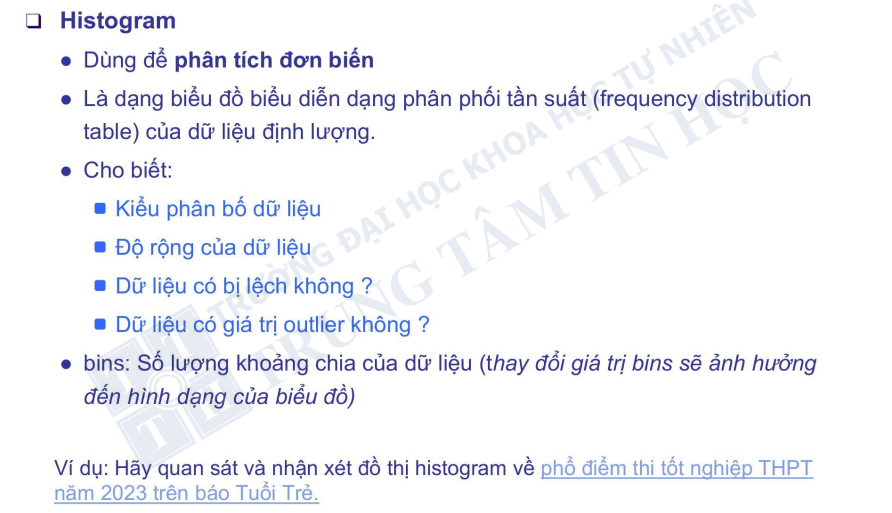 Histogram
Dùng để phân tích đơn biến
Là dạng biểu đồ biểu diễn dạng phân phối tần suất (frequency distribution
table) của dữ liệu định lượng.
Cho biết:
Kiểu phân bố dữ liệu
Độ rộng của dữ liệu
Dữ liệu có bị lệch không ?
Dữ liệu có giá trị outlier không ?
bins: Số lượng khoảng chia của dữ liệu (thay đổi giá trị bins sẽ ảnh hưởng
đến hình dạng của biểu đồ)
Ví dụ: Hãy quan sát và nhận xét đồ thị histogram về phổ điểm thi tốt nghiệp THPT
năm 2023 trên báo Tuổi Trẻ.
TRƯỜNG ĐẠI HỌC KHOA HỌC TỰ NHIÊN
TRUNG TÂM TIN HỌC